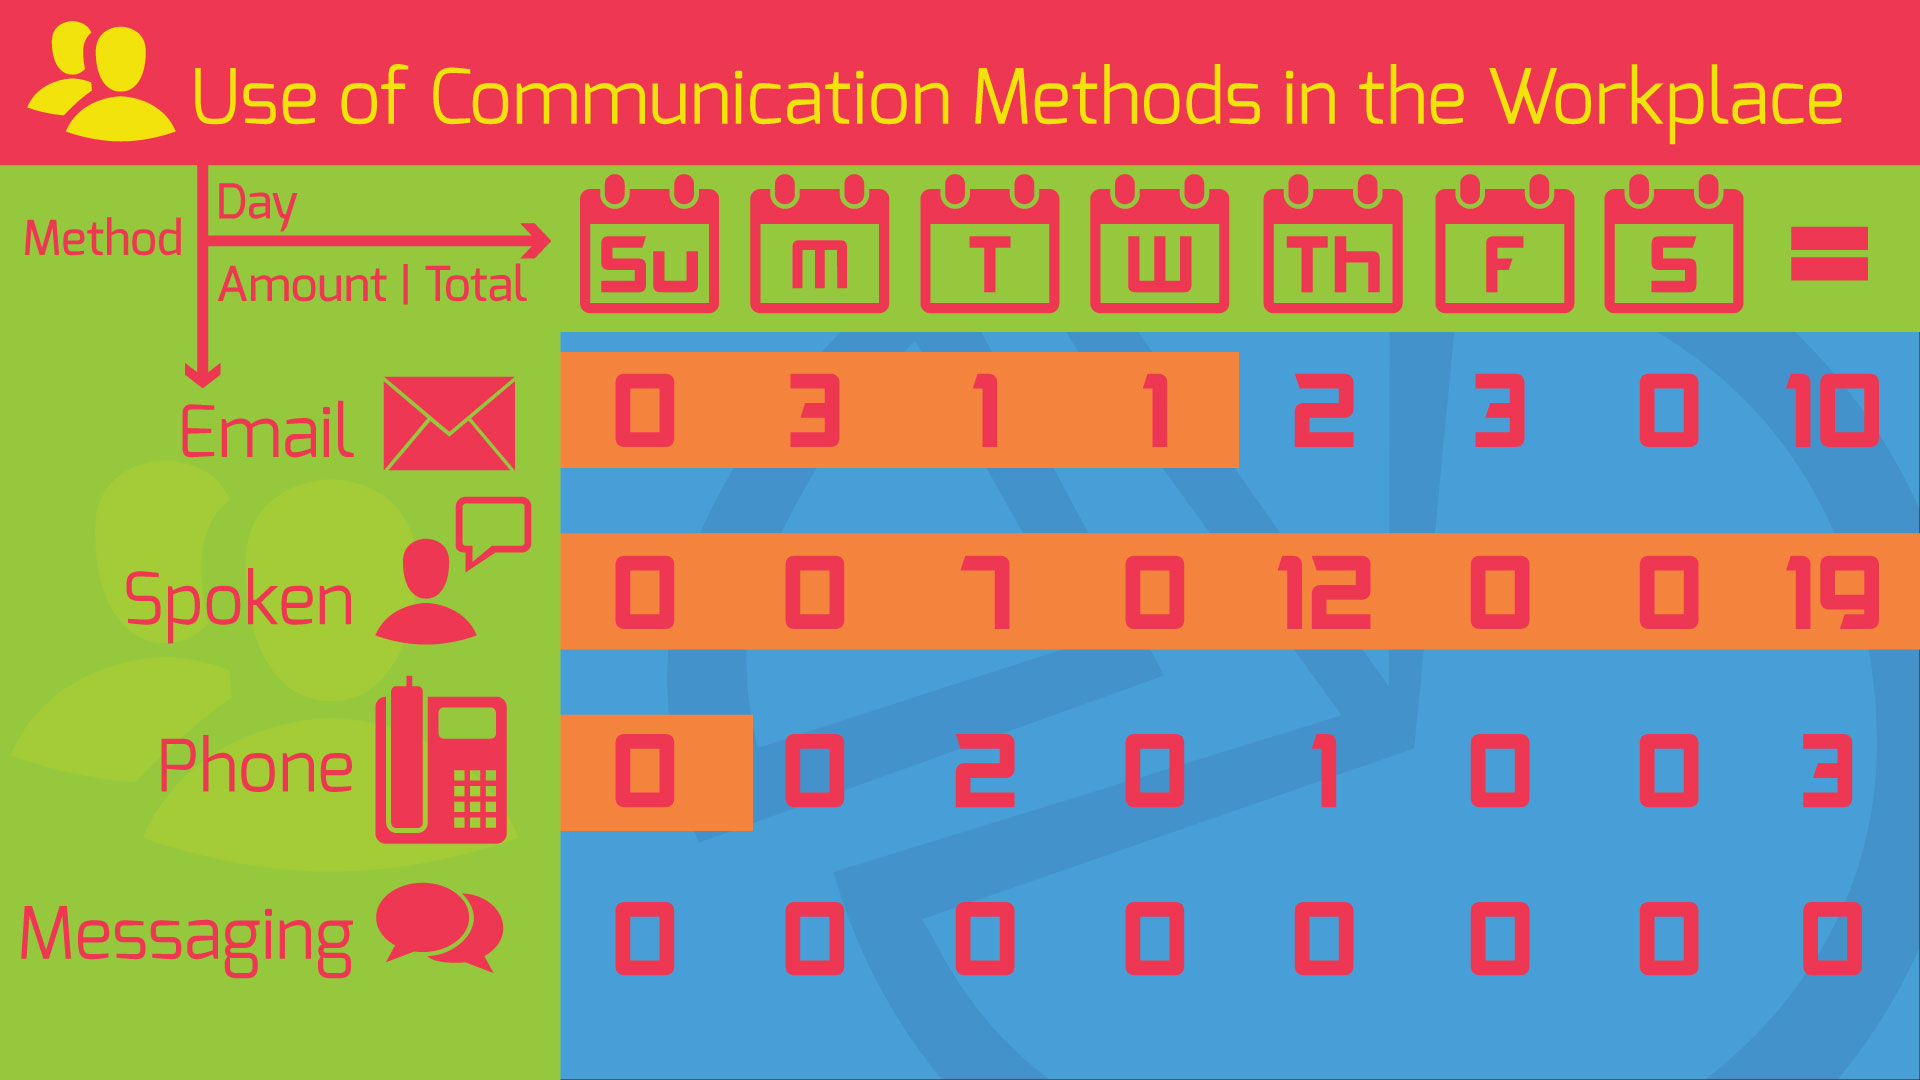 Use of Communication Methods in the Workplace
Method
Day
Amount | Total
Su M T W Th F S =
Email 0 3 1 1 2 3 0 10
Spoken 0 0 7 0 12 0 0 19
Phone 0 0 2 0 1 0 0 3
Messaging 0 0 0 0 0 0 0 0